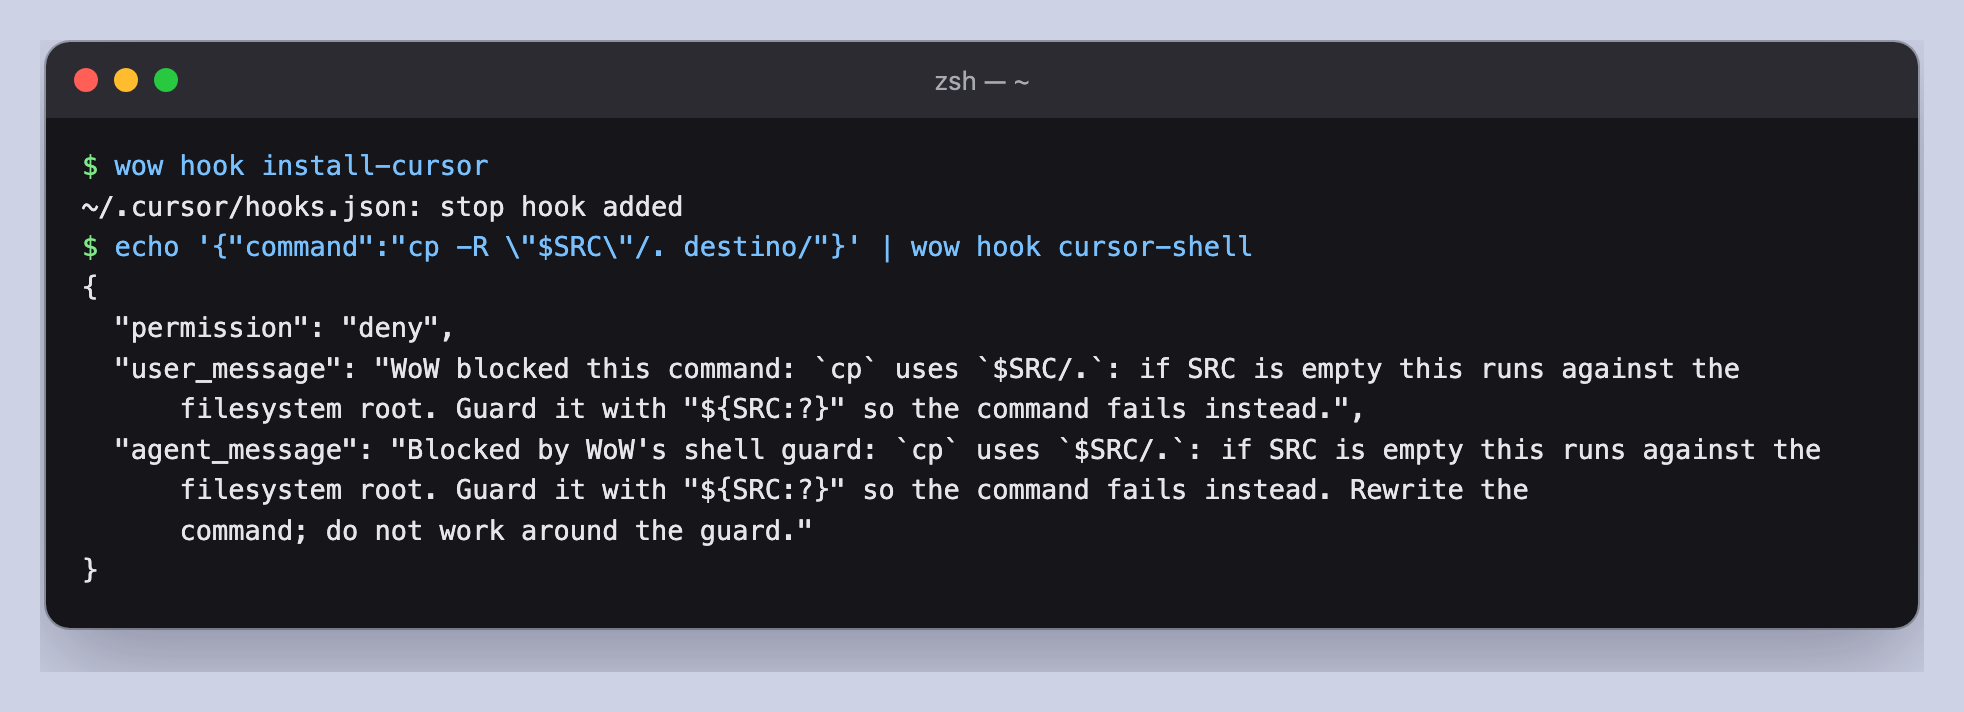 zsh — ~
$ wow hook install-cursor
~/.cursor/hooks.json: stop hook added
$ echo '{"command":"cp -R \"$SRC\"/. destino/"}' | wow hook cursor-shell
{
  "permission": "deny",
  "user_message": "WoW blocked this command: `cp` uses `$SRC/.`: if SRC is empty this runs against the
      filesystem root. Guard it with "${SRC:?}" so the command fails instead.",
  "agent_message": "Blocked by WoW's shell guard: `cp` uses `$SRC/.`: if SRC is empty this runs against the
      filesystem root. Guard it with "${SRC:?}" so the command fails instead. Rewrite the
      command; do not work around the guard."
}